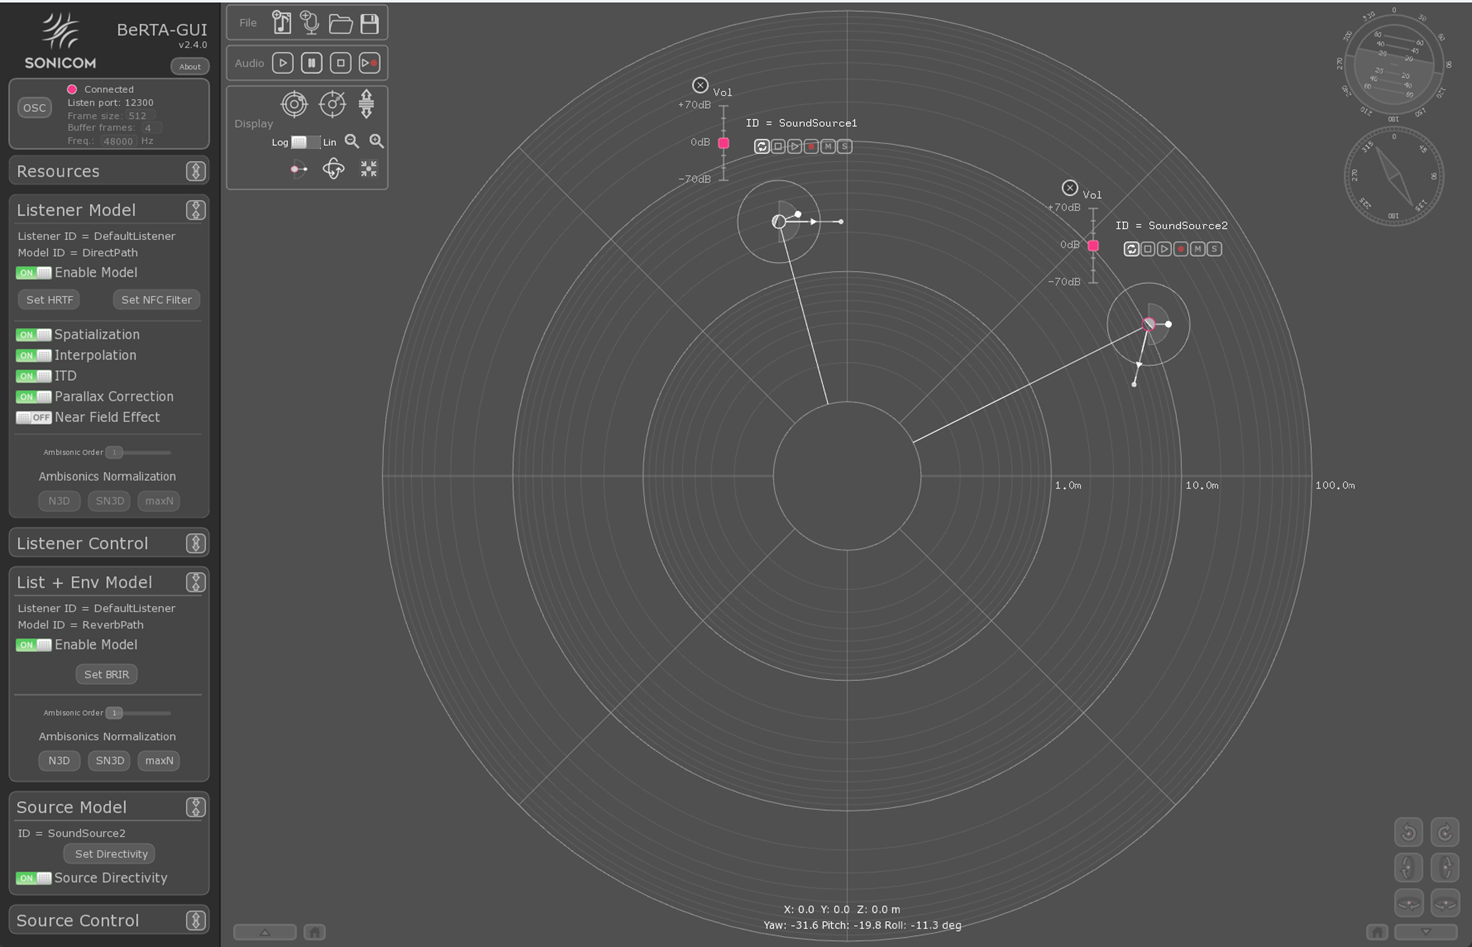 SONICOM
BeRTA-GUI
v2.4.0
About
OSC
Connected
Listen port: 12300
Frame size: 512
Buffer frames: 4
Freq.: 48000 Hz
Resources
Listener Model
Listener ID = DefaultListener
Model ID = DirectPath
ON Enable Model
Set HRTF Set NFC Filter
ON Spatialization
ON Interpolation
ON ITD
ON Parallax Correction
OFF Near Field Effect
Ambisonic Order 1
Ambisonics Normalization
N3D SN3D maxN
Listener Control
List + Env Model
Listener ID = DefaultListener
Model ID = ReverbPath
ON Enable Model
Set BRIR
Ambisonic Order 1
Ambisonics Normalization
N3D SN3D maxN
Source Model
ID = SoundSource2
Set Directivity
ON Source Directivity
Source Control
File
Audio
Display
Log Lin
Vol
+70dB
0dB
-70dB
ID = SoundSource1
M S
Vol
+70dB
0dB
-70dB
ID = SoundSource2
M S
1.0m 10.0m 100.0m
X: 0.0 Y: 0.0 Z: 0.0 m
Yaw: -31.6 Pitch: -19.8 Roll: -11.3 deg